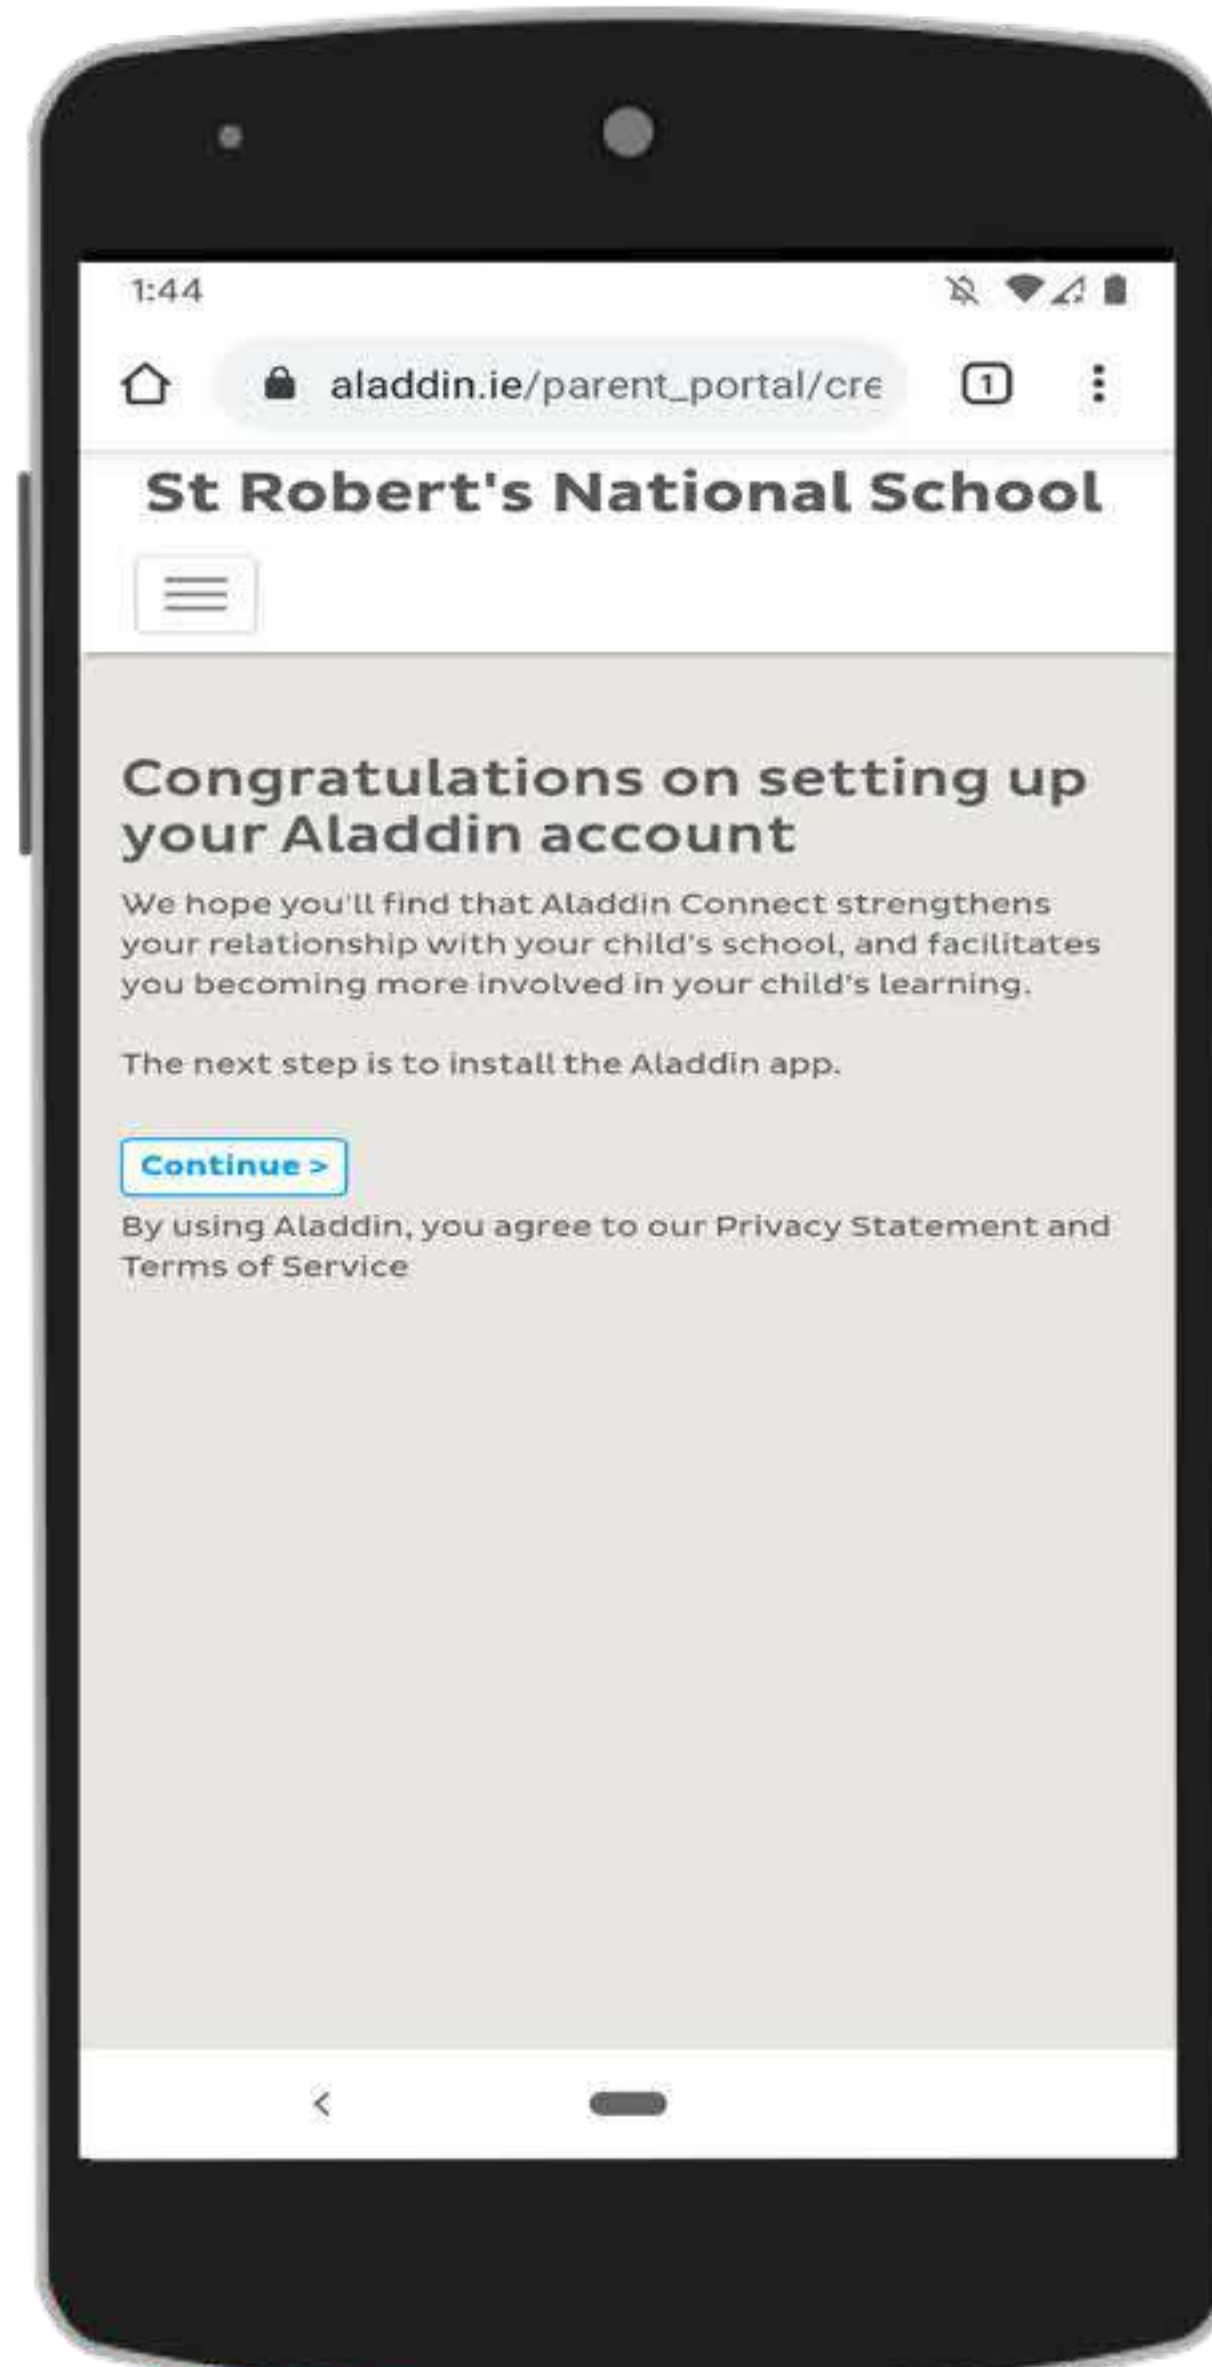 1:44
aladdin.ie/parent_portal/cre
1
St Robert's National School
Congratulations on setting up
your Aladdin account
We hope you'll find that Aladdin Connect strengthens
your relationship with your child's school, and facilitates
you becoming more involved in your child's learning.
The next step is to install the Aladdin app.
Continue >
By using Aladdin, you agree to our Privacy Statement and
Terms of Service